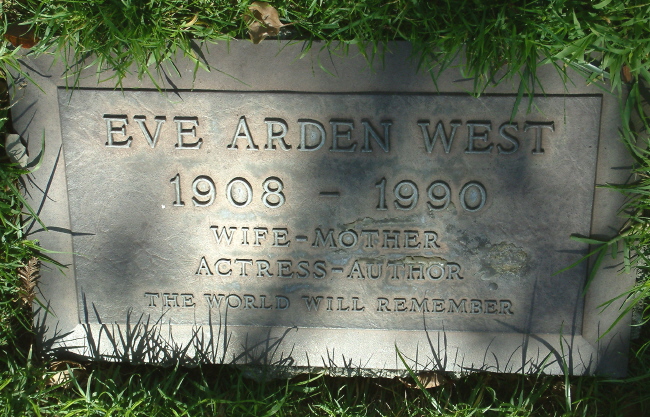 EVE ARDEN WEST
1908 - 1990
WIFE-MOTHER
ACTRESS-AUTHOR
THE WORLD WILL REMEMBER